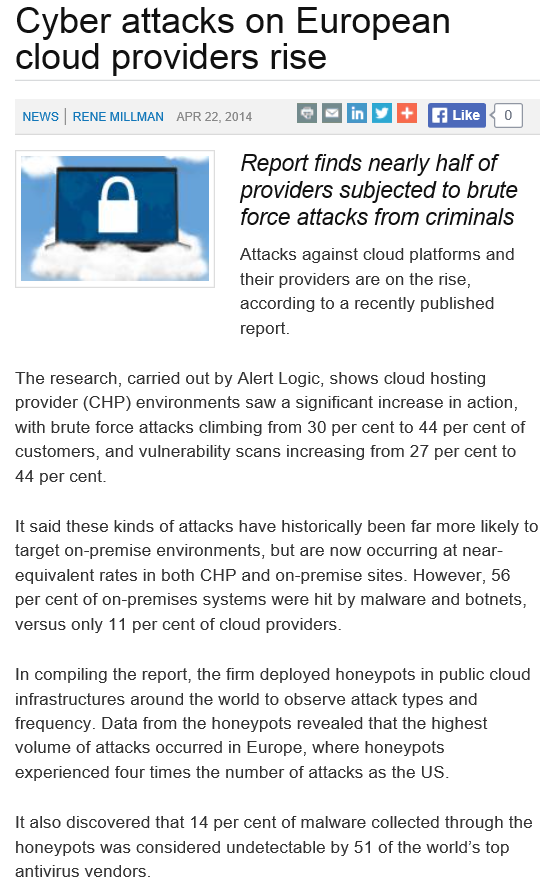 Cyber attacks on European
cloud providers rise
NEWS | RENE MILLMAN APR 22, 2014
in
Like 0
Report finds nearly half of
providers subjected to brute
force attacks from criminals
Attacks against cloud platforms and
their providers are on the rise,
according to a recently published
report.
The research, carried out by Alert Logic, shows cloud hosting
provider (CHP) environments saw a significant increase in action,
with brute force attacks climbing from 30 per cent to 44 per cent of
customers, and vulnerability scans increasing from 27 per cent to
44 per cent.
It said these kinds of attacks have historically been far more likely to
target on-premise environments, but are now occurring at near-
equivalent rates in both CHP and on-premise sites. However, 56
per cent of on-premises systems were hit by malware and botnets,
versus only 11 per cent of cloud providers.
In compiling the report, the firm deployed honeypots in public cloud
infrastructures around the world to observe attack types and
frequency. Data from the honeypots revealed that the highest
volume of attacks occurred in Europe, where honeypots
experienced four times the number of attacks as the US.
It also discovered that 14 per cent of malware collected through the
honeypots was considered undetectable by 51 of the world’s top
antivirus vendors.